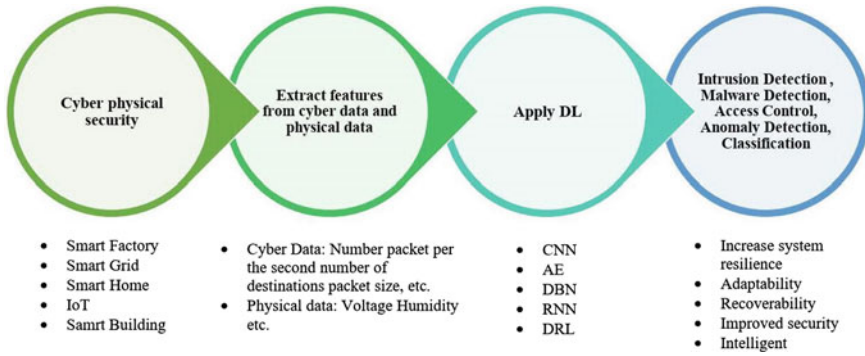 Cyber physical
security
Extract features
from cyber data and
physical data
Apply DL
Intrusion Detection ,
Malware Detection,
Access Control,
Anomaly Detection,
Classification
• Smart Factory
• Smart Grid
• Smart Home
• IoT
• Samrt Building
• Cyber Data: Number packet per
the second number of
destinations packet size, etc.
• Physical data: Voltage Humidity
etc.
• CNN
• AE
• DBN
• RNN
• DRL
• Increase system
resilience
• Adaptability
• Recoverability
• Improved security
• Intelligent